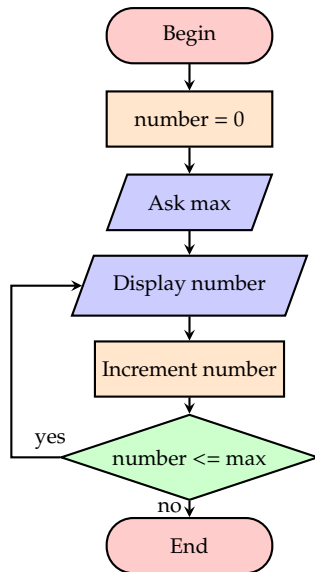 Begin
number = 0
Ask max
Display number
Increment number
yes
number <= max
no
End